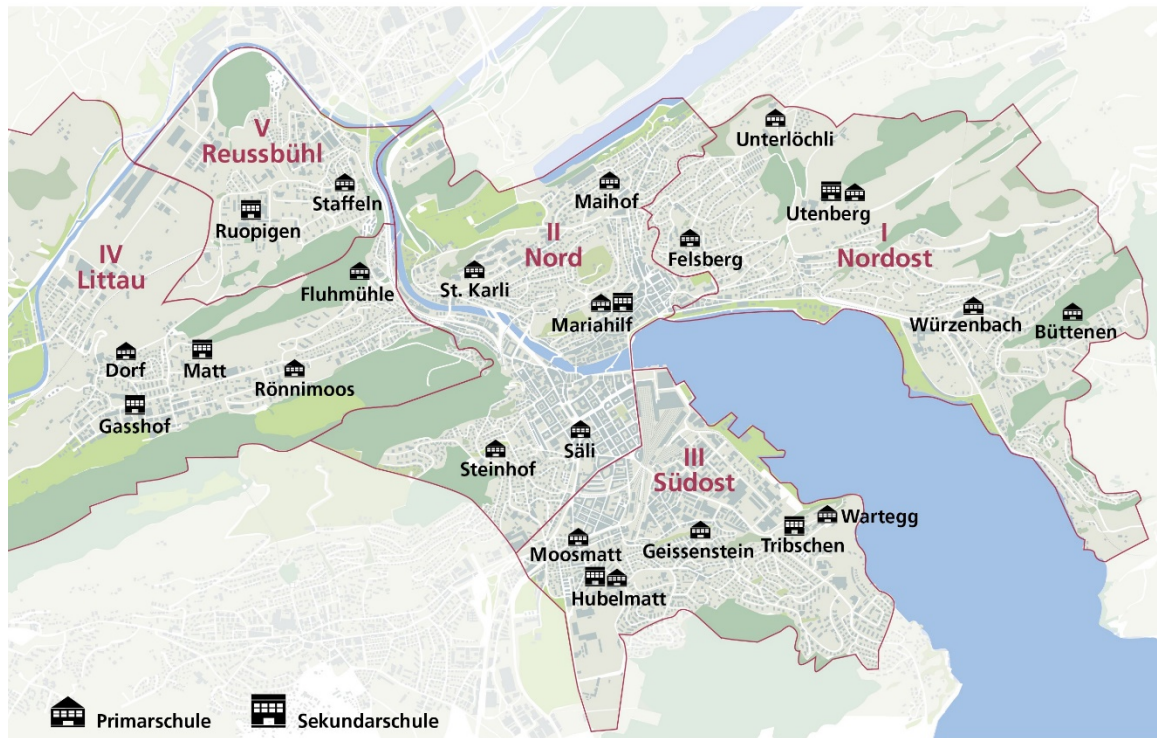 Unterlöchli
V
Reussbühl
Maihof
Staffeln
Utenberg
Ruopigen
II
Nord
I
Nordost
Felsberg
IV
Littau
Fluhmühle
St. Karli
Mariahilf
Würzenbach
Büttenen
Dorf
Matt
Rönnimoos
Gasshof
Steinhof
Säli
III
Südost
Wartegg
Moosmatt
Geissenstein
Tribschen
Hubelmatt
Primarschule
Sekundarschule